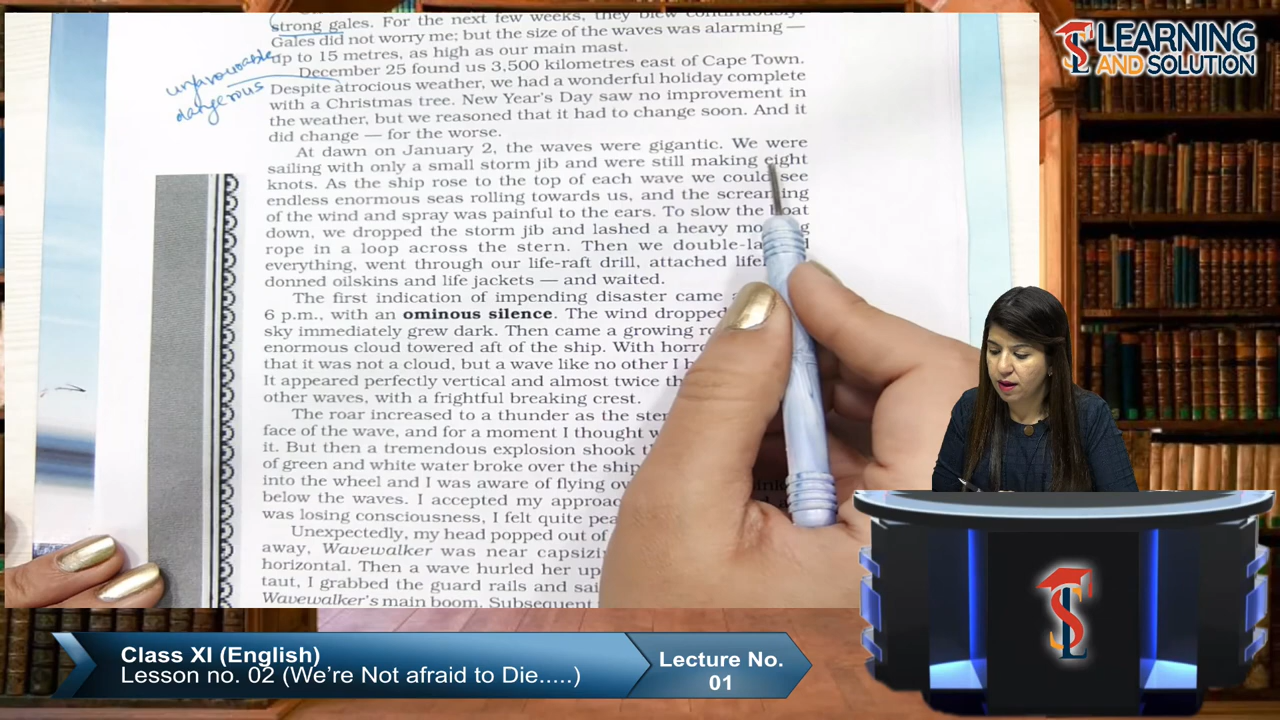 strong gales. For the next few weeks, they blew continuously.
Gales did not worry me; but the size of the waves was alarming —
up to 15 metres, as high as our main mast.
December 25 found us 3,500 kilometres east of Cape Town.
Despite atrocious weather, we had a wonderful holiday complete
with a Christmas tree. New Year's Day saw no improvement in
the weather, but we reasoned that it had to change soon. And it
did change — for the worse.
unfavourable
dangerous
At dawn on January 2, the waves were gigantic. We were
sailing with only a small storm jib and were still making eight
knots. As the ship rose to the top of each wave we could see
endless enormous seas rolling towards us, and the screaming
of the wind and spray was painful to the ears. To slow the boat
down, we dropped the storm jib and lashed a heavy
rope in a loop across the stern. Then we
everything, went through our life-raft drill, attached
donned oilskins and life jackets — and waited.
The first indication of impending disaster came
6 p.m., with an ominous silence. The wind dropped
sky immediately grew dark. Then came a growing
enormous cloud towered aft of the ship. With
that it was not a cloud, but a wave like no other I
It appeared perfectly vertical and almost twice
other waves, with a frightful breaking crest.
The roar increased to a thunder as the
face of the wave, and for a moment I thought
it. But then a tremendous explosion shook
of green and white water broke over the ship
into the wheel and I was aware of flying
below the waves. I accepted my
was losing consciousness, I felt quite
Unexpectedly, my head popped out of
away, Wavewalker was near
horizontal. Then a wave hurled her up
taut, I grabbed the guard rails and
Wavewalker's main boom. Subsequent
LEARNING
AND SOLUTION
Class XI (English)
Lesson no. 02 (We're Not afraid to Die.....)
Lecture No.
01